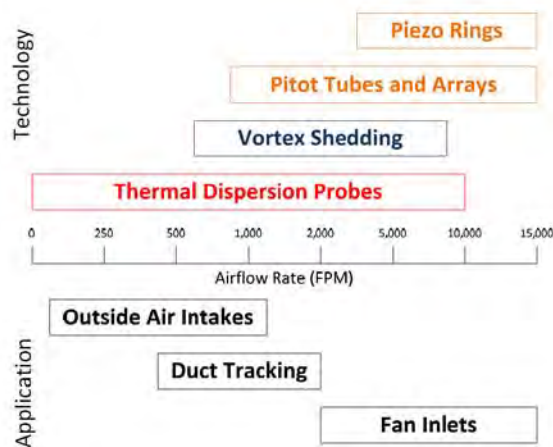 Technology
Piezo Rings
Pitot Tubes and Arrays
Vortex Shedding
Thermal Dispersion Probes
0 250 500 1,000 2,000 5,000 10,000 15,000
Airflow Rate (FPM)
Application
Outside Air Intakes
Duct Tracking
Fan Inlets